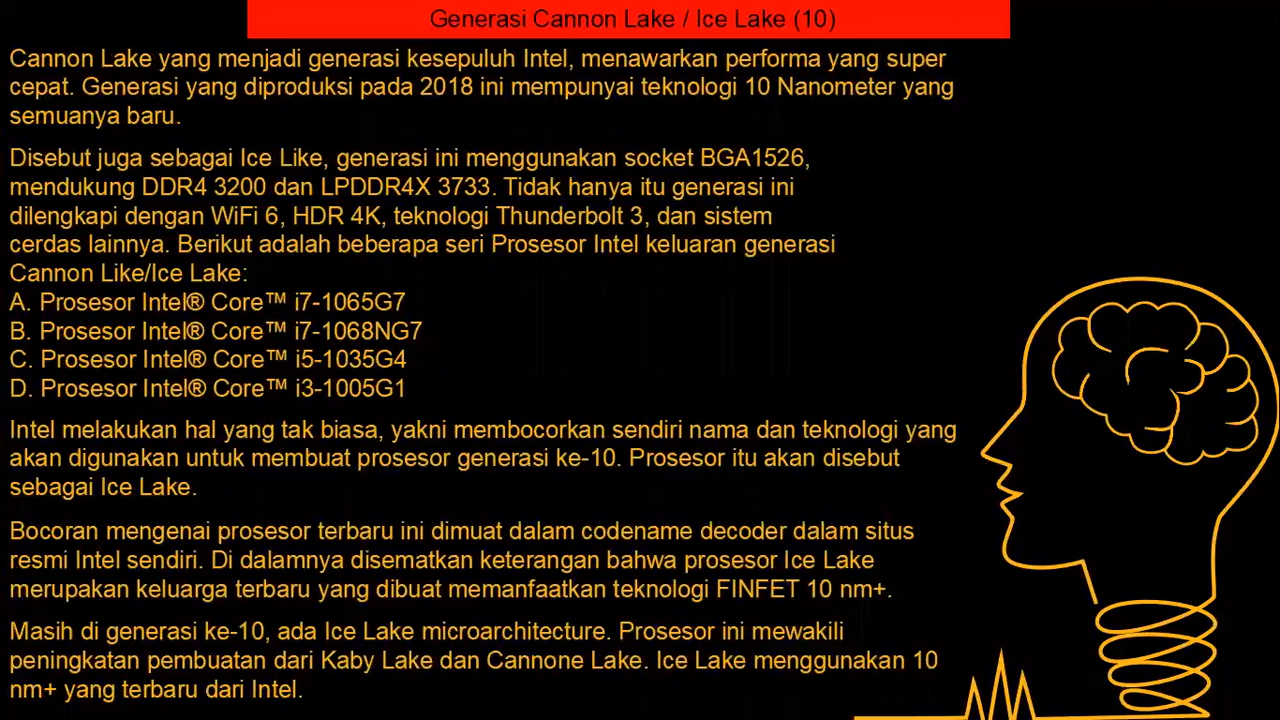 Generasi Cannon Lake / Ice Lake (10)
Cannon Lake yang menjadi generasi kesepuluh Intel, menawarkan performa yang super
cepat. Generasi yang diproduksi pada 2018 ini mempunyai teknologi 10 Nanometer yang
semuanya baru.
Disebut juga sebagai Ice Like, generasi ini menggunakan socket BGA1526,
mendukung DDR4 3200 dan LPDDR4X 3733. Tidak hanya itu generasi ini
dilengkapi dengan WiFi 6, HDR 4K, teknologi Thunderbolt 3, dan sistem
cerdas lainnya. Berikut adalah beberapa seri Prosesor Intel keluaran generasi
Cannon Like/Ice Lake:
A. Prosesor Intel® Core™ i7-1065G7
B. Prosesor Intel® Core™ i7-1068NG7
C. Prosesor Intel® Core™ i5-1035G4
D. Prosesor Intel® Core™ i3-1005G1
Intel melakukan hal yang tak biasa, yakni membocorkan sendiri nama dan teknologi yang
akan digunakan untuk membuat prosesor generasi ke-10. Prosesor itu akan disebut
sebagai Ice Lake.
Bocoran mengenai prosesor terbaru ini dimuat dalam codename decoder dalam situs
resmi Intel sendiri. Di dalamnya disematkan keterangan bahwa prosesor Ice Lake
merupakan keluarga terbaru yang dibuat memanfaatkan teknologi FINFET 10 nm+.
Masih di generasi ke-10, ada Ice Lake microarchitecture. Prosesor ini mewakili
peningkatan pembuatan dari Kaby Lake dan Cannone Lake. Ice Lake menggunakan 10
nm+ yang terbaru dari Intel.